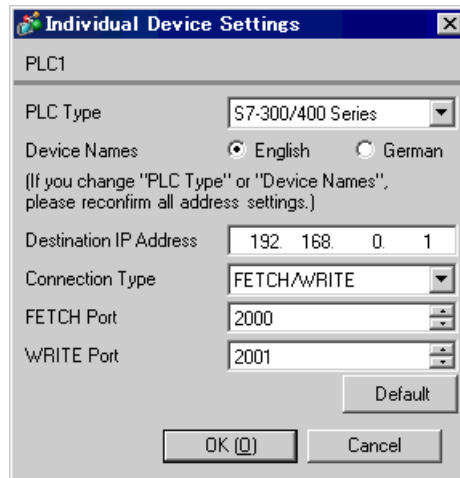 Individual Device Settings
PLC1
PLC Type S7-300/400 Series
Device Names English German
(If you change "PLC Type" or "Device Names",
please reconfirm all address settings.)
Destination IP Address 192. 168. 0. 1
Connection Type FETCH/WRITE
FETCH Port 2000
WRITE Port 2001
Default
OK (O) Cancel